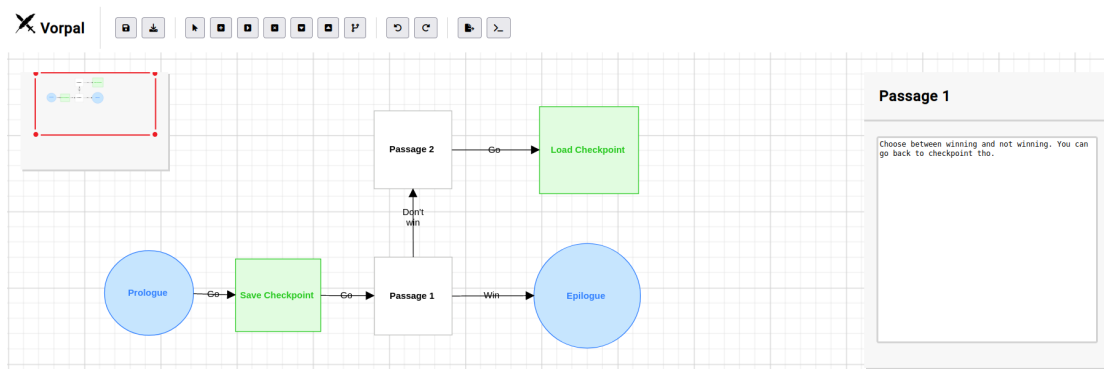 Vorpal
Passage 1
Choose between winning and not winning. You can
go back to checkpoint tho.
Passage 2
Go
Load Checkpoint
Don't
win
Prologue
Go
Save Checkpoint
Go
Passage 1
Win
Epilogue